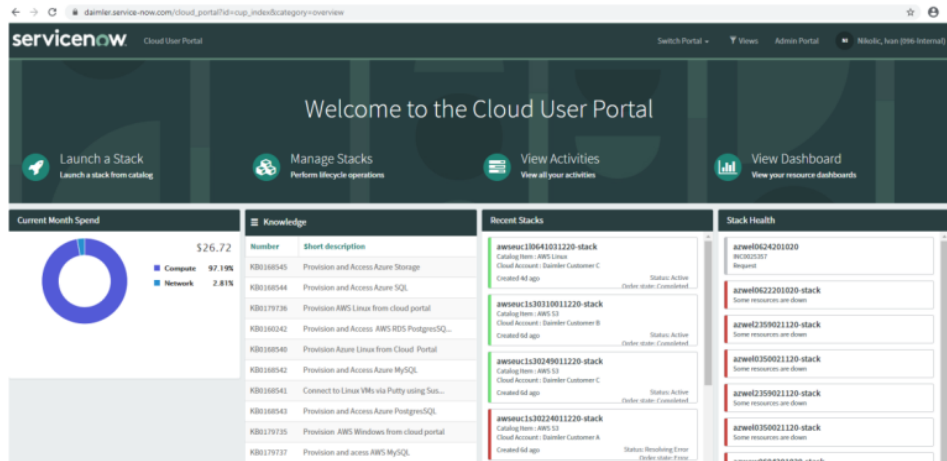 daimler.service-now.com/cloud_portal?id=cup_index&category=overview
servicenow Cloud User Portal Switch Portal Views Admin Portal NI Nikolic, Ivan (096-Internal)
Welcome to the Cloud User Portal
Launch a Stack
Launch a stack from catalog
Manage Stacks
Perform lifecycle operations
View Activities
View all your activities
View Dashboard
View your resource dashboards
Current Month Spend
$26.72
Compute 97.19%
Network 2.81%
Knowledge
Number Short description
KB0168545 Provision and Access Azure Storage
KB0168544 Provision and Access Azure SQL
KB0179736 Provision AWS Linux from cloud portal
KB0160242 Provision and Access AWS RDS PostgresSQ...
KB0168540 Provision Azure Linux from Cloud Portal
KB0168542 Provision and Access Azure MySQL
KB0168541 Connect to Linux VMs via Putty using Sus...
KB0168543 Provision and Access Azure PostgresSQL
KB0179735 Provision AWS Windows from cloud portal
KB0179737 Provision and acess AWS MySQL
Recent Stacks
awseuc1l0641031220-stack
Catalog Item : AWS Linux
Cloud Account : Daimler Customer C
Created 4d ago Status: Active
Order state: Completed
awseuc1s30310011220-stack
Catalog Item : AWS S3
Cloud Account : Daimler Customer B
Created 6d ago Status: Active
Order state: Completed
awseuc1s30249011220-stack
Catalog Item : AWS S3
Cloud Account : Daimler Customer C
Created 6d ago Status: Active
Order state: Completed
awseuc1s30224011220-stack
Catalog Item : AWS S3
Cloud Account : Daimler Customer A
Created 6d ago Status: Resolving Error
Order state: Error
Stack Health
azwel0624201020
INC0025357
Request
azwel0622201020-stack
Some resources are down
azwel2359021120-stack
Some resources are down
azwel0350021120-stack
Some resources are down
azwel2359021120-stack
Some resources are down
azwel0350021120-stack
Some resources are down